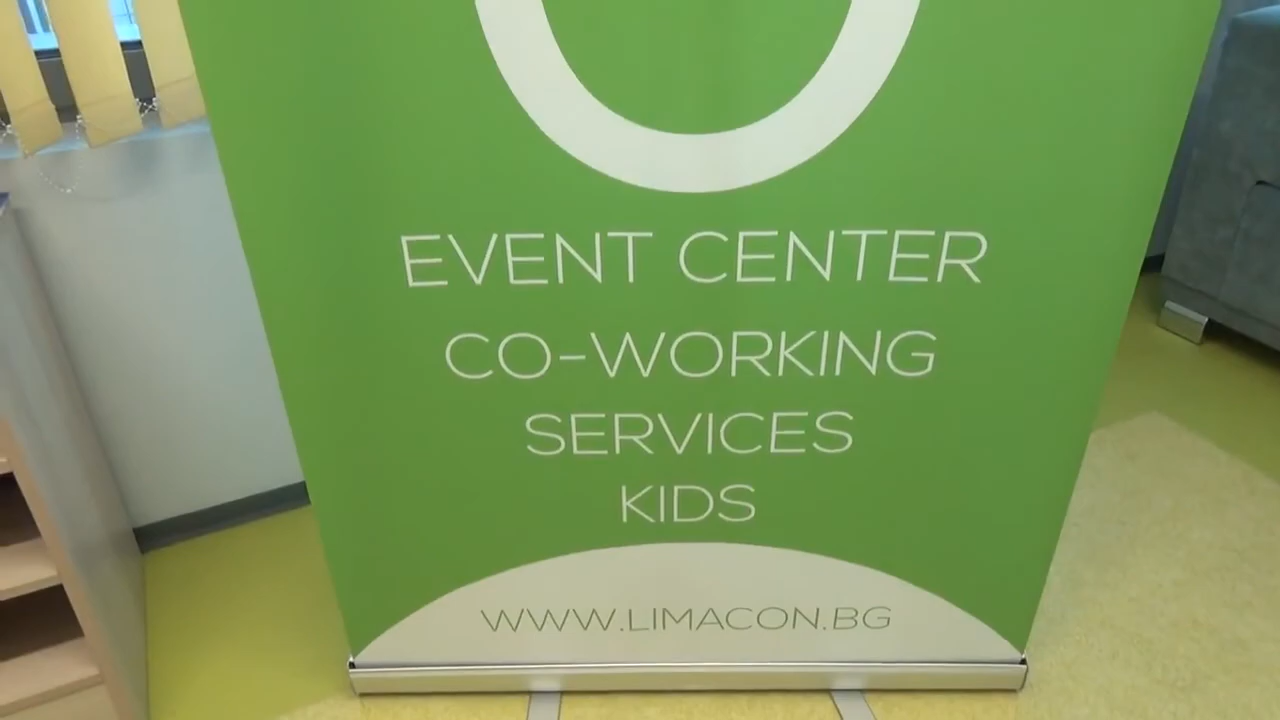 EVENT CENTER
CO-WORKING
SERVICES
KIDS
WWW.LIMACON.BG